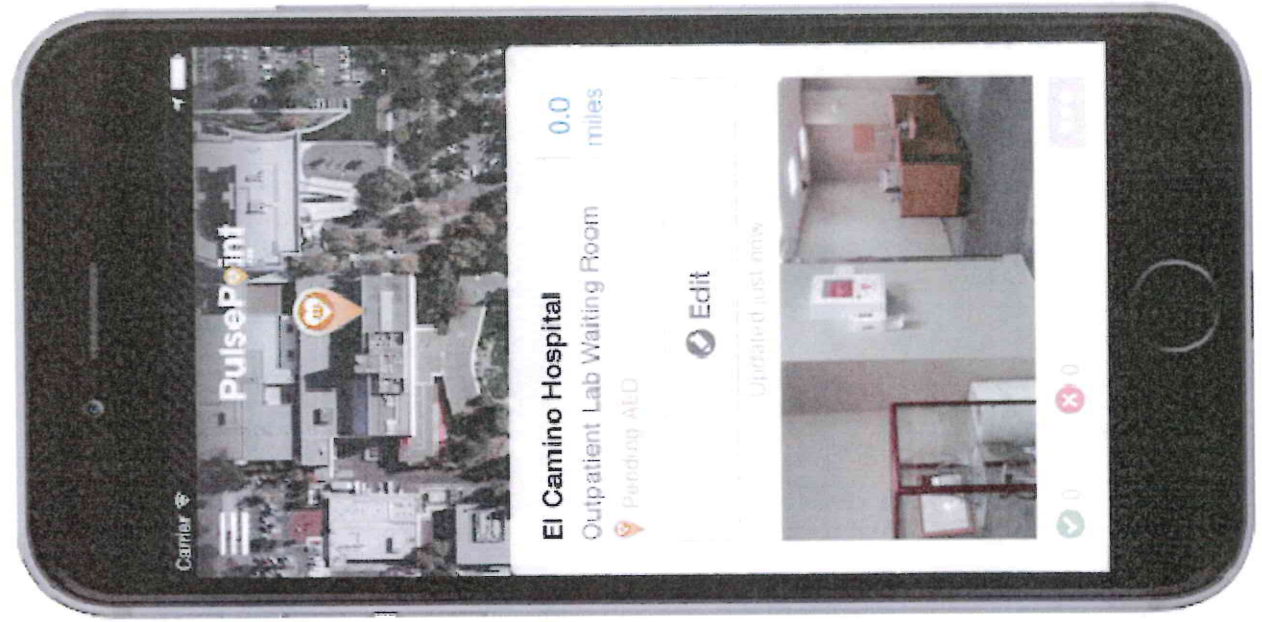 Carrier
PulsePoint
El Camino Hospital
0.0
miles
Outpatient Lab Waiting Room
Pending AED
Edit
Updated just now
0
0